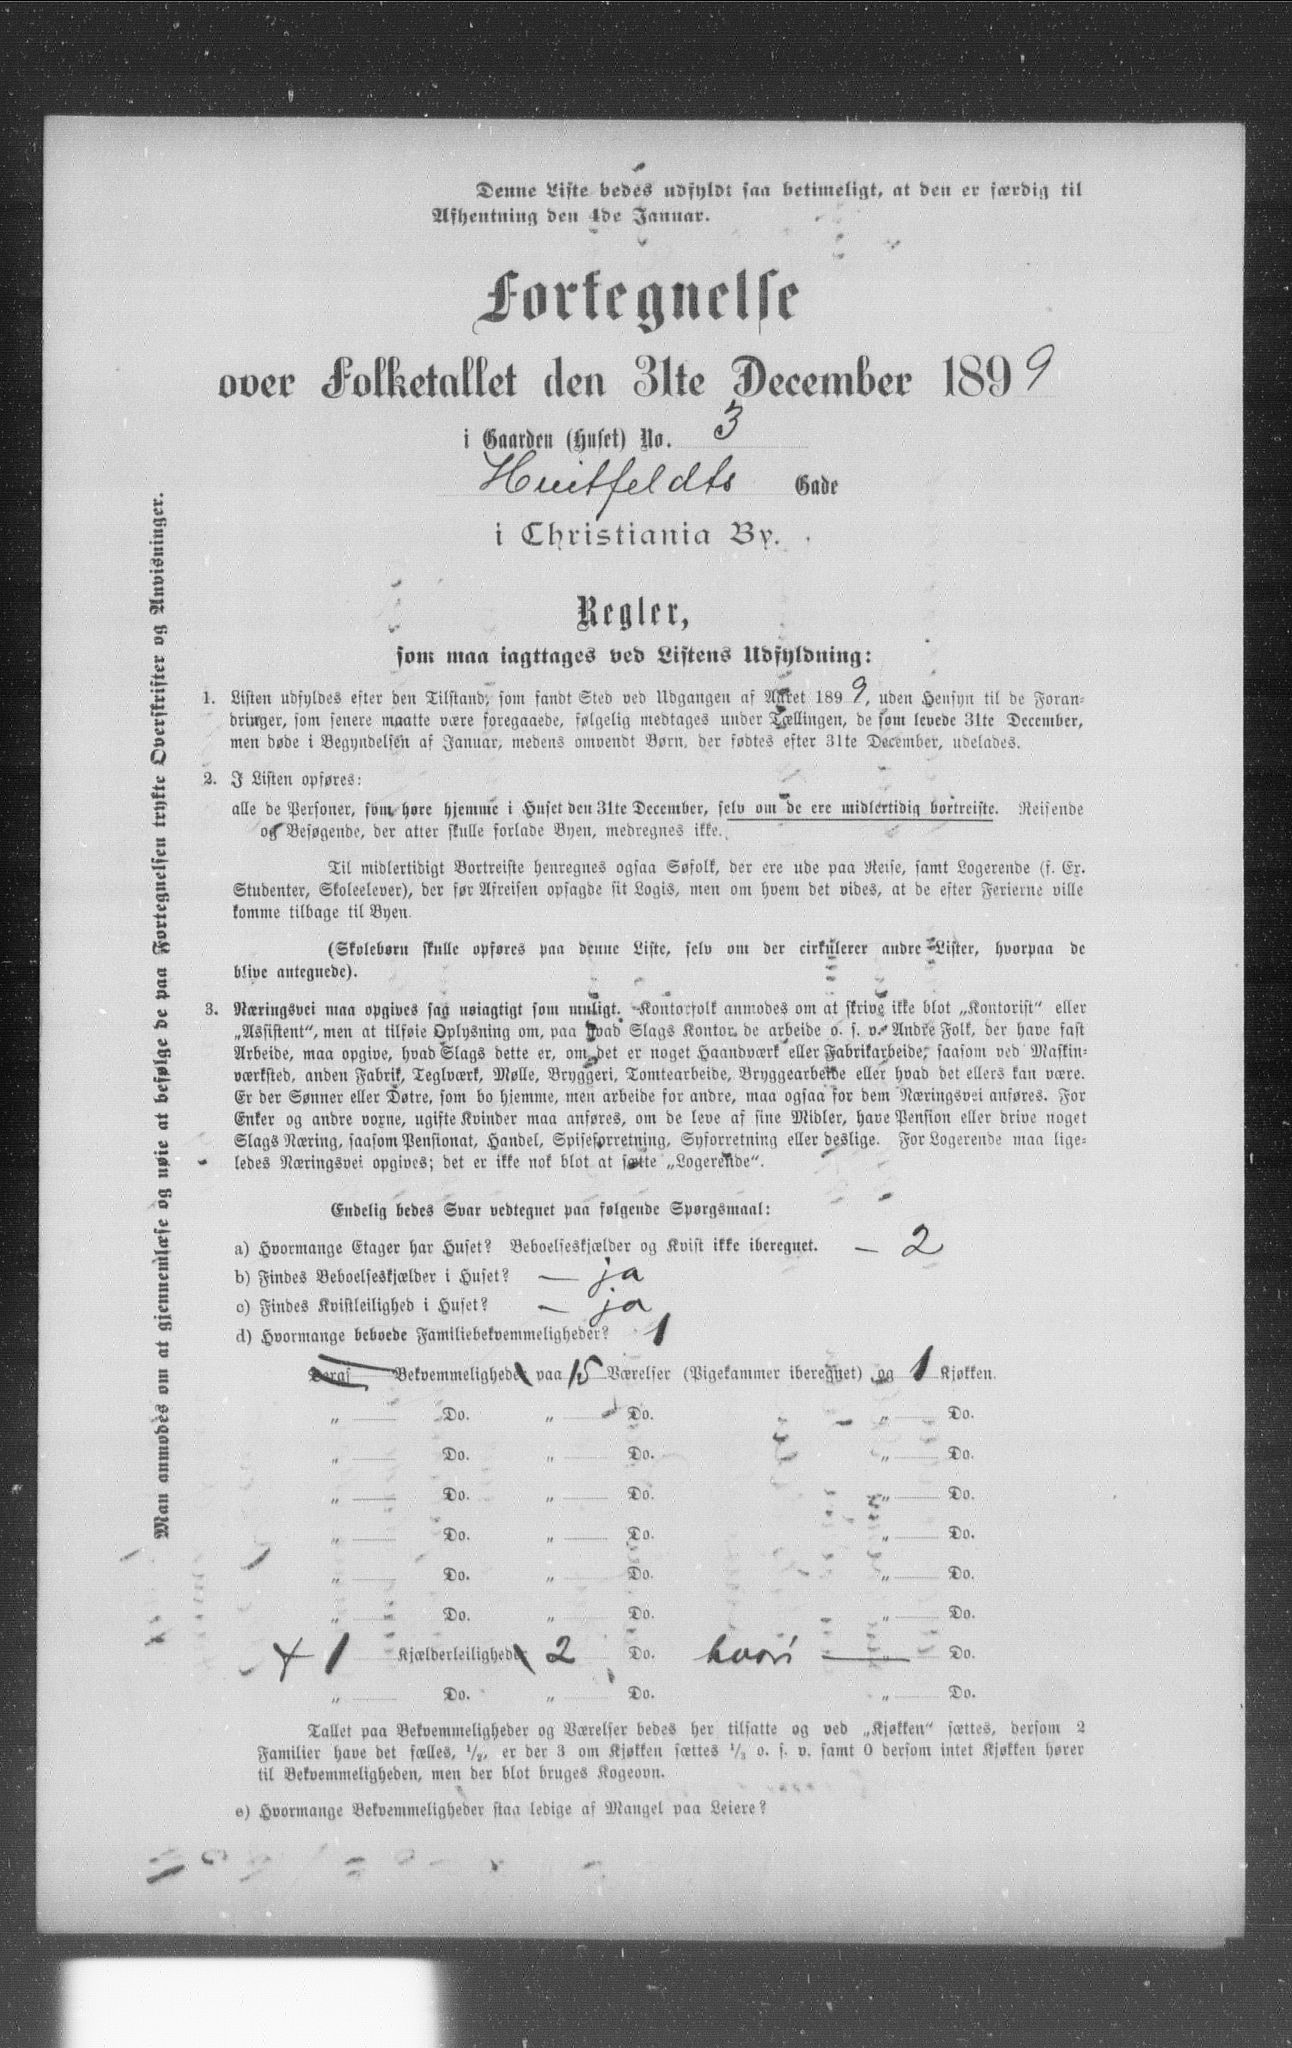 Denne Liste bedes udfyldt saa betimeligt, at den er færdig til
Afhentning den 4de Januar.
Fortegnelse
over Folketallet den 31te December 1899
i Gaarden (Huset) No. 3
Huitfeldts Gade
i Christiania By.
Regler,
som maa iagttages ved Listens Udfyldning:
1. Listen udfyldes efter den Tilstand, som fandt Sted ved Udgangen af Aaret 1899, uden Hensyn til de Foran-
dringer, som senere maatte være foregaaede, følgelig medtages under Tællingen, de som levede 31te December,
men døde i Begyndelsen af Januar, medens omvendt Børn, der fødtes efter 31te December, udelades.
2. I Listen opføres:
alle de Personer, som høre hjemme i Huset den 31te December, selv om de ere midlertidig bortreiste. Reisende
og Besøgende, der atter skulle forlade Byen, medregnes ikke.
Til midlertidigt Bortreiste henregnes ogsaa Søfolk, der ere ude paa Reise, samt Logerende (f. Ex.
Studenter, Skoleelever), der før Afreisen opsagde sit Logis, men om hvem det vides, at de efter Ferierne ville
komme tilbage til Byen.
(Skolebørn skulle opføres paa denne Liste, selv om der cirkulerer andre Lister, hvorpaa de
blive antegnede).
3. Næringsvei maa opgives saa nøiagtigt som muligt. Kontorfolk anmodes om at skrive ikke blot „Kontorist“ eller
„Assistent“, men at tilføie Oplysning om, paa hvad Slags Kontor de arbeide o. s. v. Andre Folk, der have fast
Arbeide, maa opgive, hvad Slags dette er, om det er noget Haandværk eller Fabrikarbeide, saasom ved Maskin-
værksted, anden Fabrik, Teglværk, Mølle, Bryggeri, Tomtearbeide, Bryggearbeide eller hvad det ellers kan være.
Er der Sønner eller Døtre, som bo hjemme, men arbeide for andre, maa ogsaa for dem Næringsvei anføres. For
Enker og andre voxne, ugifte Kvinder maa anføres, om de leve af sine Midler, have Pension eller drive noget
Slags Næring, saasom Pensionat, Handel, Spiseforretning, Syforretning eller deslige. For Logerende maa lige-
ledes Næringsvei opgives; det er ikke nok blot at sætte „Logerende“.
Endelig bedes Svar vedtegnet paa følgende Spørgsmaal:
a) Hvormange Etager har Huset? Beboelseskjælder og Kvist ikke iberegnet. — 2
b) Findes Beboelseskjælder i Huset? — ja
c) Findes Kvistleilighed i Huset? — ja
d) Hvormange beboede Familiebekvemmeligheder? 1
Deraf Bekvemmeligheder paa 15 Værelser (Pigekammer iberegnet) og 1 Kjøkken.
„ Do. „ Do. „ Do.
„ Do. „ Do. „ Do.
„ Do. „ Do. „ Do.
„ Do. „ Do. „ Do.
„ Do. „ Do. „ Do.
„ Do. „ Do. „ Do.
+ 1 Kjælderleiligheder 2 Do. — Do.
„ Do. „ Do. „ Do.
Tallet paa Bekvemmeligheder og Værelser bedes her tilsatte og ved „Kjøkken“ sættes, dersom 2
Familier have det fælles, 1/2, er der 3 om Kjøkken sættes 1/3 o. s. v. samt 0 dersom intet Kjøkken hører
til Bekvemmeligheden, men der blot bruges Kogeovn.
e) Hvormange Bekvemmeligheder staa ledige af Mangel paa Leiere?
Man anmodes om at gjennemlæse og nøie at befølge de paa Fortegnelsen trykte Overskrifter og Anvisninger.